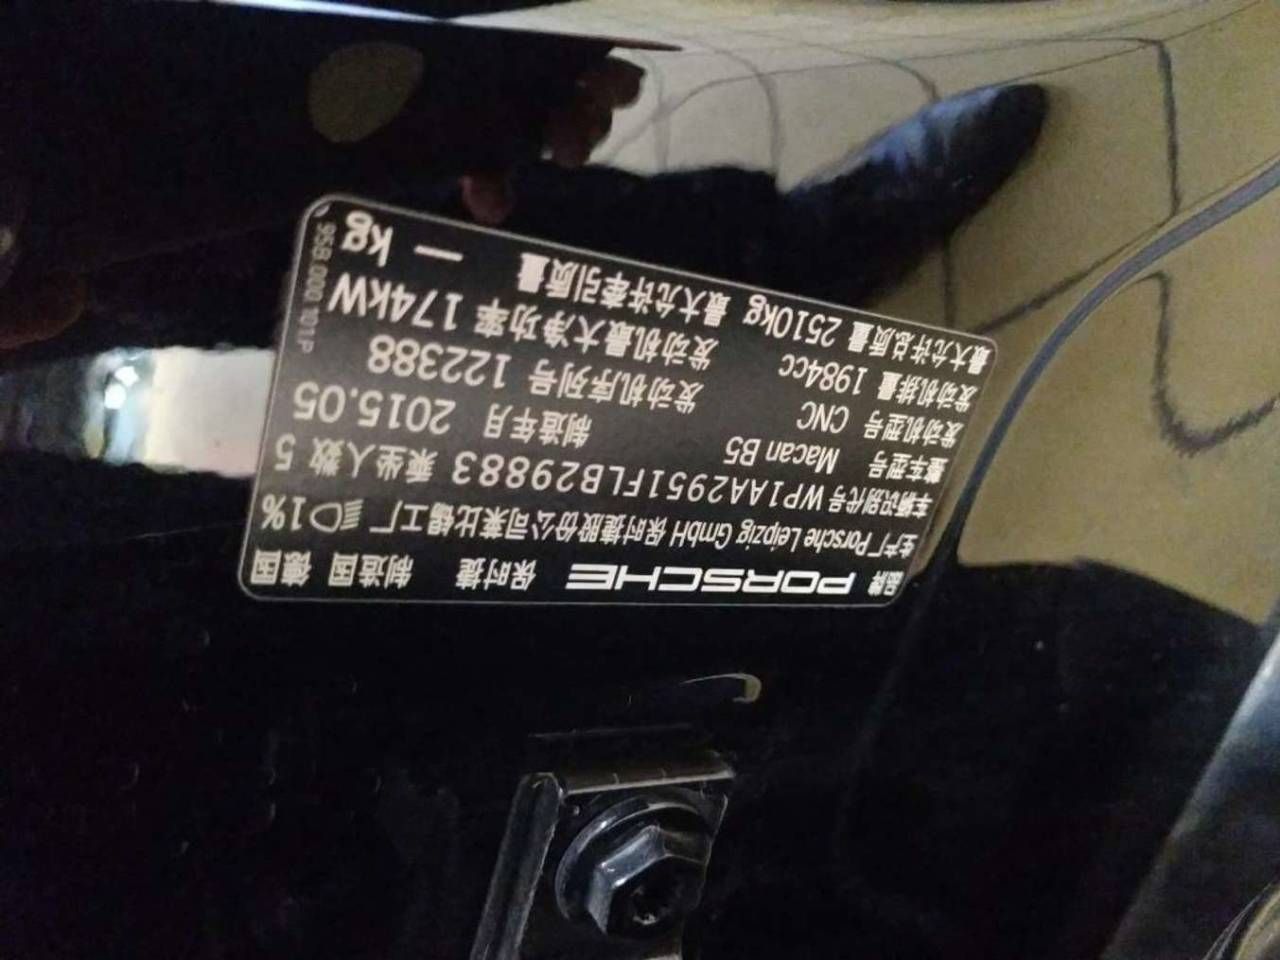 品牌 PORSCHE 保时捷 制造国 德国
生产厂 Porsche Leipzig GmbH 保时捷股份公司莱比锡工厂 1%
车辆识别代号 WP1AA2951FLB29883 乘坐人数 5
整车型号 Macan B5 制造年月 2015.05
发动机型号 CNC 发动机序列号 122388
发动机排量 1984cc 发动机最大净功率 174kW
最大允许总质量 2510kg 最大允许牵引质量 — kg
95B.000.101.P